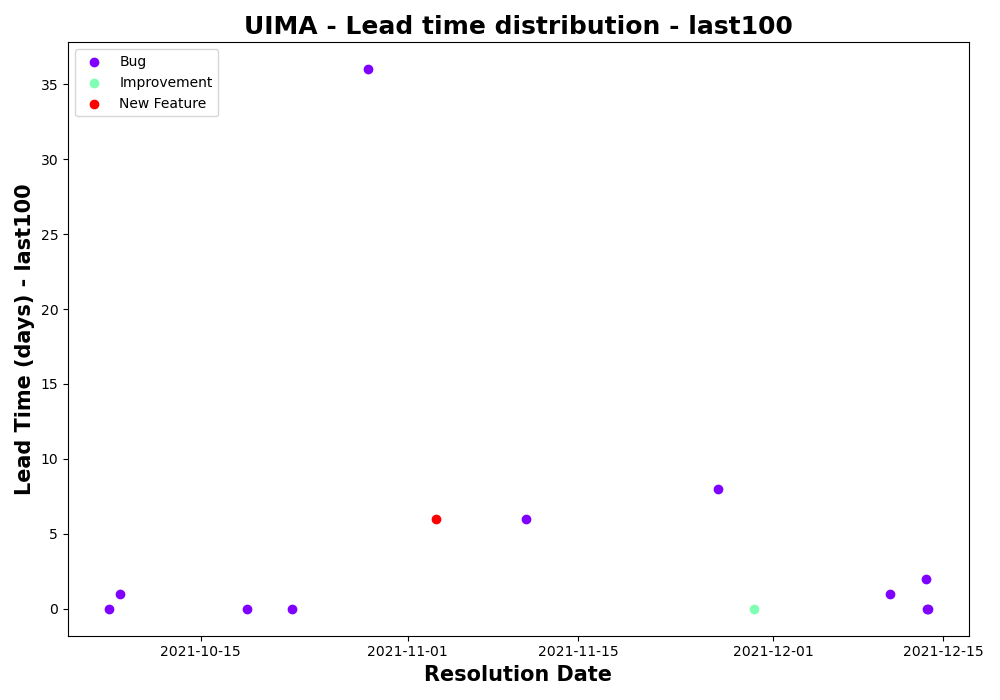 UIMA - Lead time distribution - last100
Bug
Improvement
New Feature
Lead Time (days) - last100
35
30
25
20
15
10
5
0
2021-10-15
2021-11-01
2021-11-15
2021-12-01
2021-12-15
Resolution Date